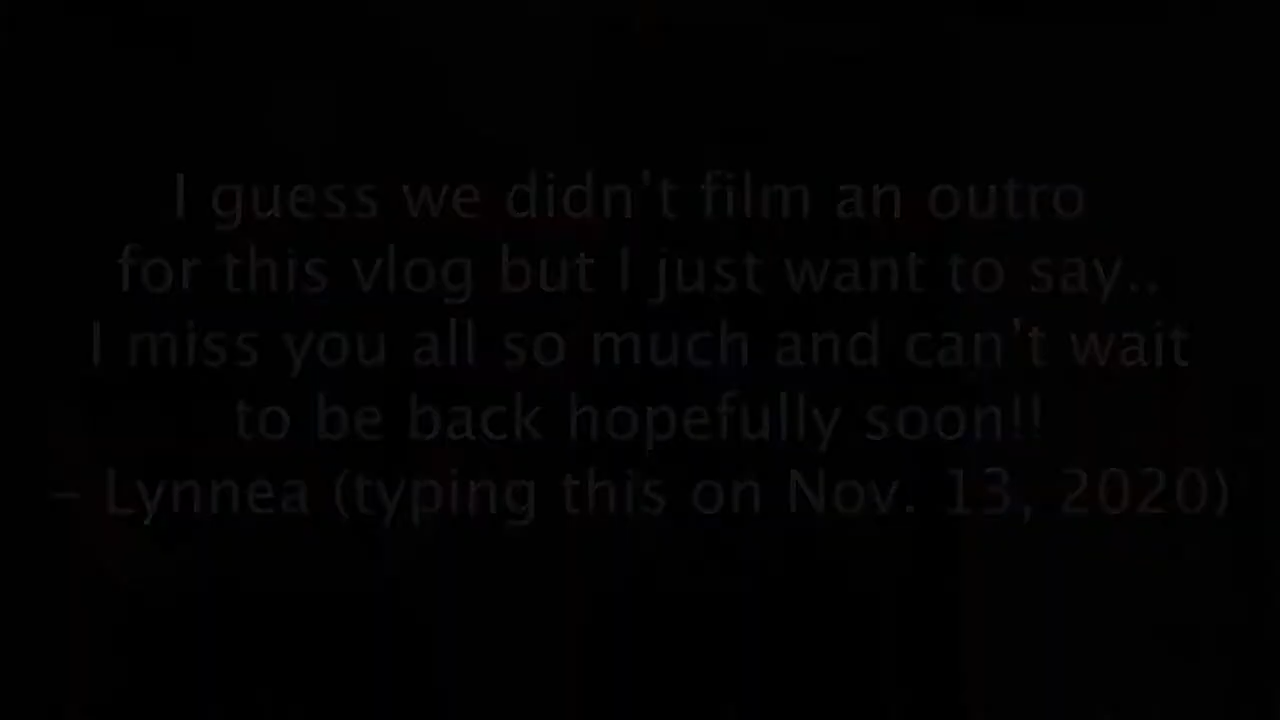 I guess we didn't film an outro
for this vlog but I just want to say..
I miss you all so much and can't wait
to be back hopefully soon!!
- Lynnea (typing this on Nov. 13, 2020)